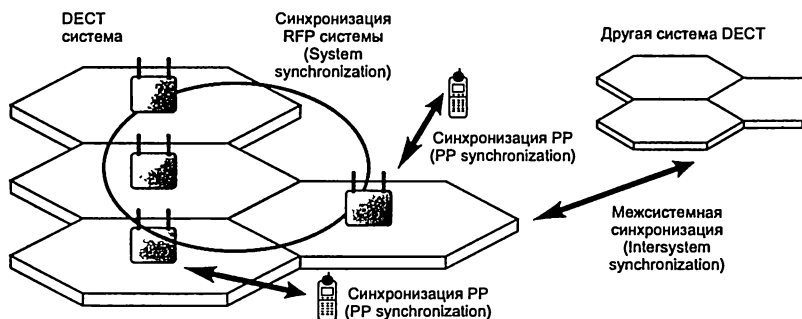 DECT
система
Синхронизация
RFP системы
(System
synchronization)
Другая система DECT
Синхронизация PP
(PP synchronization)
Межсистемная
синхронизация
(Intersystem
synchronization)
Синхронизация PP
(PP synchronization)